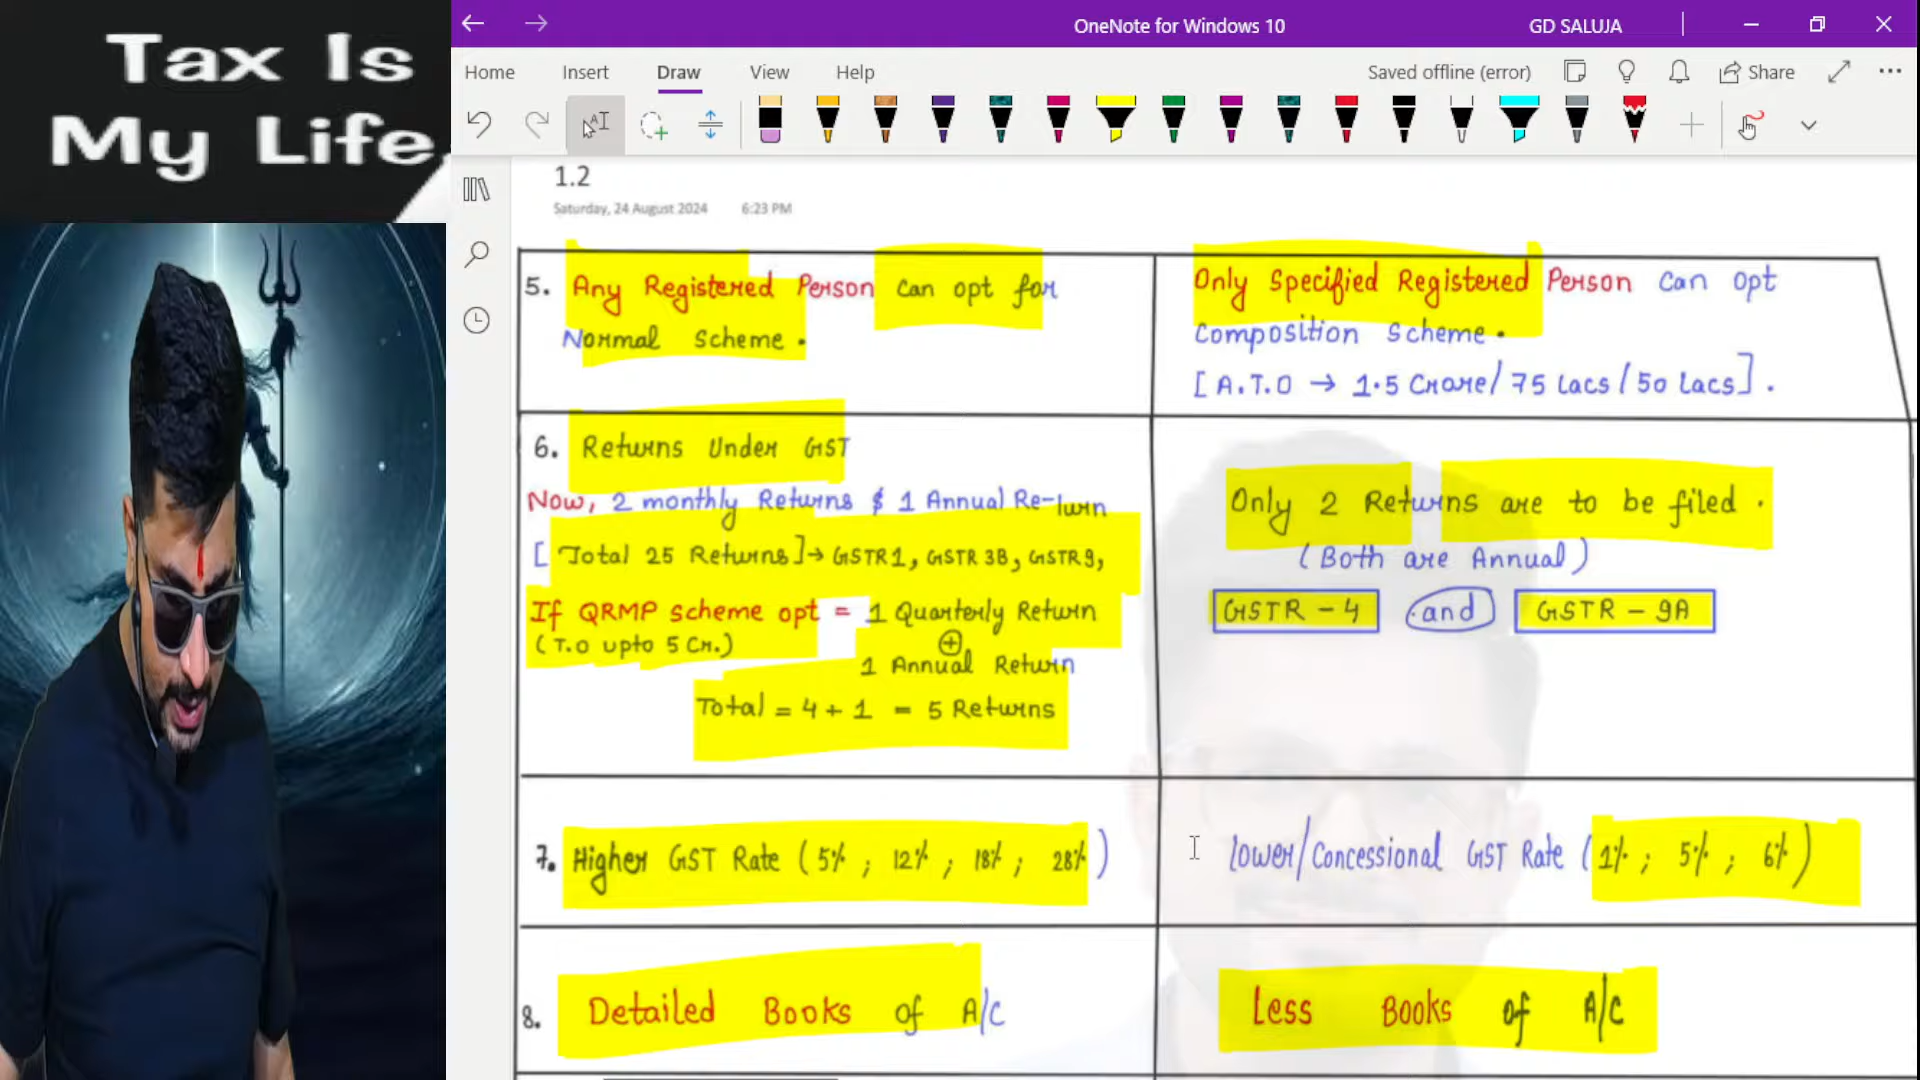 Tax Is
My Life.
OneNote for Windows 10
GD SALUJA
Home Insert Draw View Help
Saved offline (error) Share
1.2
Saturday, 24 August 2024 6:23 PM
5. Any Registered Person Can opt for
Normal Scheme.
Only Specified Registered Person Can Opt
Composition Scheme.
[A.T.O → 1.5 Crore/ 75 Lacs / 50 Lacs].
6. Returns Under GST
Now, 2 monthly Returns & 1 Annual Re-turn
[Total 25 Returns] → GSTR1, GSTR 3B, GSTR9,
If QRMP scheme opt = 1 Quarterly Return
(T.O upto 5 Cr.) +
1 Annual Return
Total = 4 + 1 = 5 Returns
Only 2 Returns are to be filed.
(Both are Annual)
GSTR - 4 and GSTR - 9A
7. Higher GST Rate (5% ; 12% ; 18% ; 28%)
Lower/Concessional GST Rate (1% ; 5% ; 6%)
8. Detailed Books of A/C
Less Books of A/C